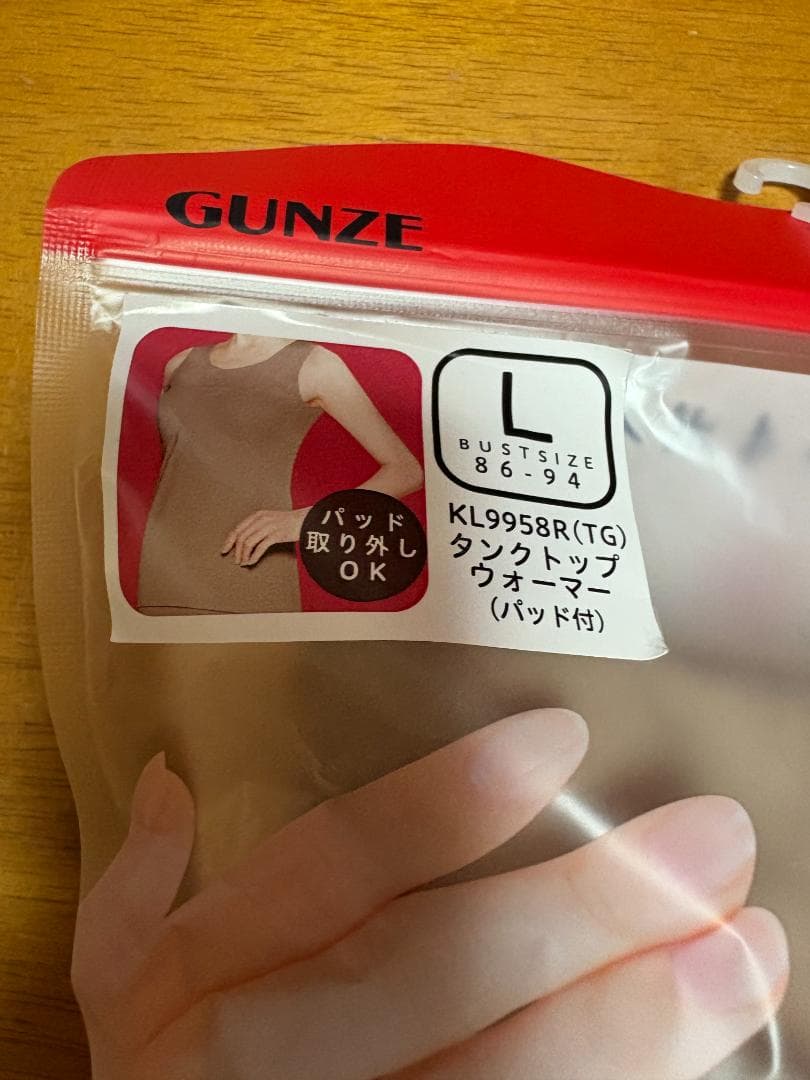 GUNZE
L
BUSTSIZE
86-94
パッド
取り外し
OK
KL9958R(TG)
タンクトップ
ウォーマー
(パッド付)